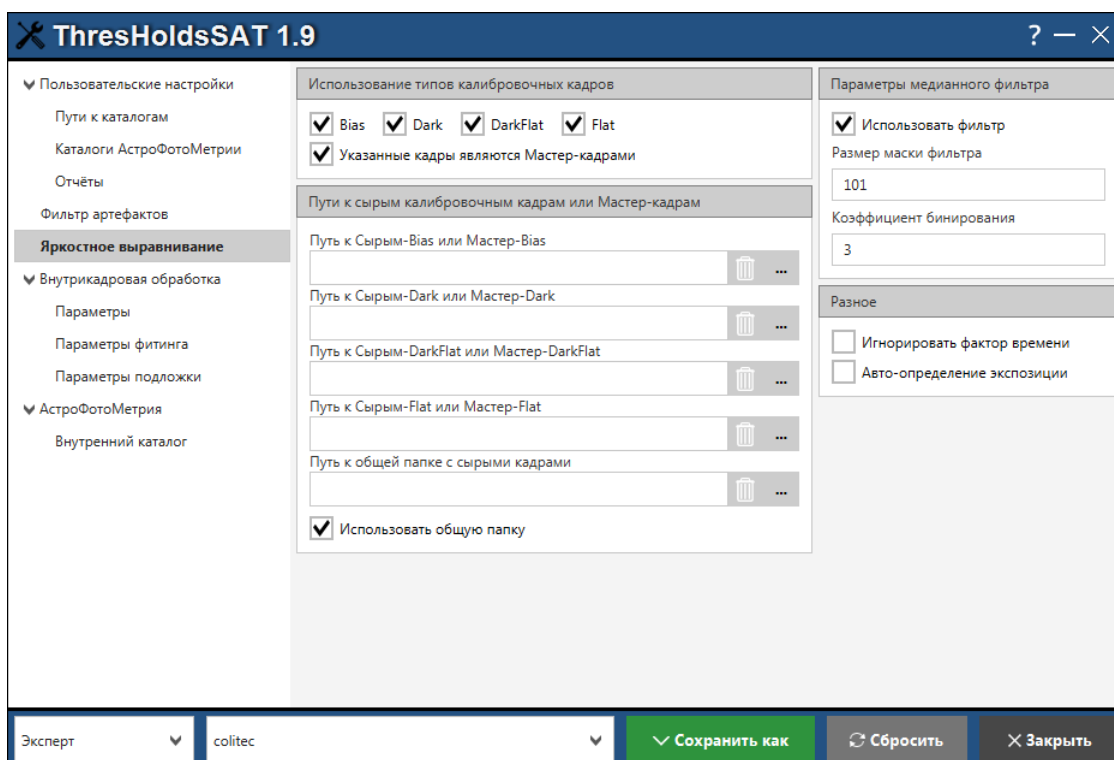 ThresHoldsSAT 1.9
? — ×
Пользовательские настройки
Пути к каталогам
Каталоги АстроФотоМетрии
Отчёты
Фильтр артефактов
Яркостное выравнивание
Внутрикадровая обработка
Параметры
Параметры фитинга
Параметры подложки
АстроФотоМетрия
Внутренний каталог
Использование типов калибровочных кадров
Bias Dark DarkFlat Flat
Указанные кадры являются Мастер-кадрами
Пути к сырым калибровочным кадрам или Мастер-кадрам
Путь к Сырым-Bias или Мастер-Bias
...
Путь к Сырым-Dark или Мастер-Dark
...
Путь к Сырым-DarkFlat или Мастер-DarkFlat
...
Путь к Сырым-Flat или Мастер-Flat
...
Путь к общей папке с сырыми кадрами
...
Использовать общую папку
Параметры медианного фильтра
Использовать фильтр
Размер маски фильтра
101
Коэффициент бинирования
3
Разное
Игнорировать фактор времени
Авто-определение экспозиции
Эксперт
colitec
Сохранить как
Сбросить
Закрыть